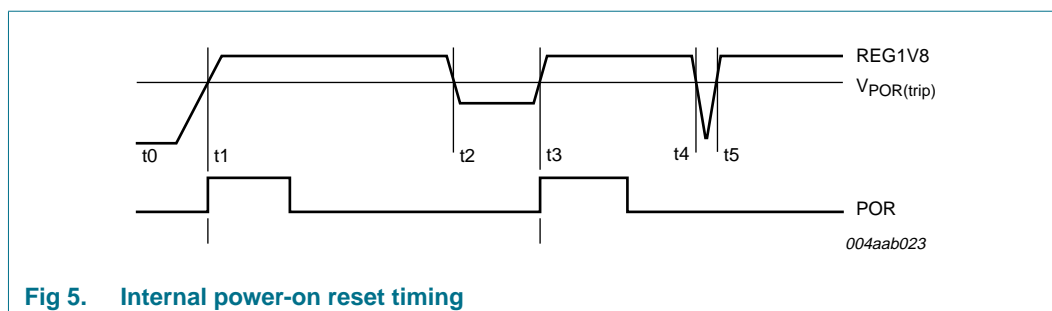 REG1V8
VPOR(trip)
t0 t1 t2 t3 t4 t5
POR
004aab023
Fig 5. Internal power-on reset timing